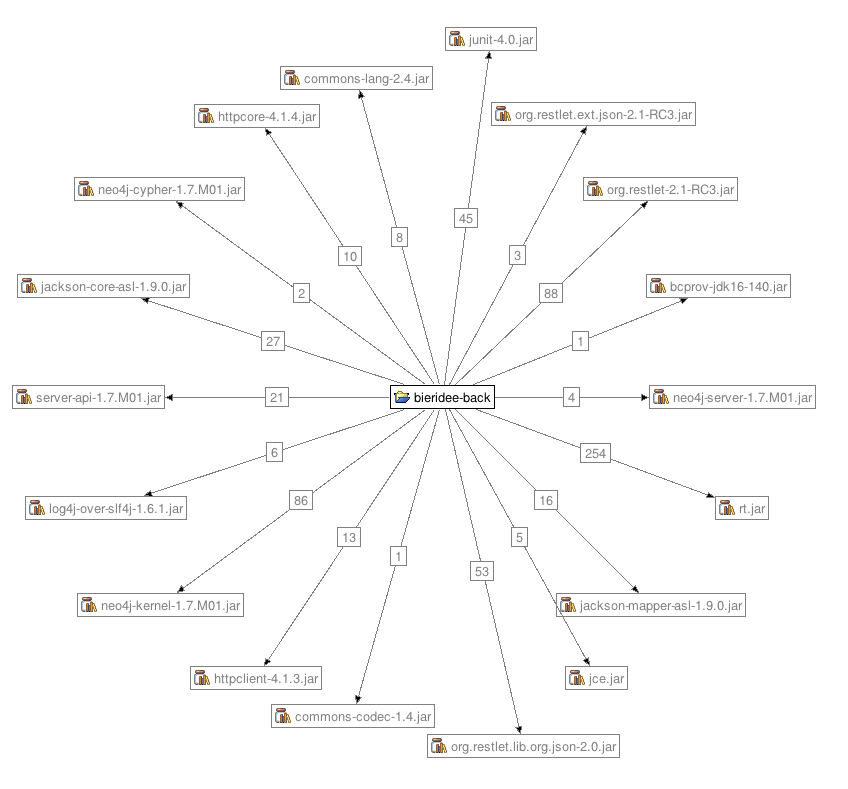 junit-4.0.jar
commons-lang-2.4.jar
httpcore-4.1.4.jar
org.restlet.ext.json-2.1-RC3.jar
neo4j-cypher-1.7.M01.jar
org.restlet-2.1-RC3.jar
45
8
10
3
jackson-core-asl-1.9.0.jar
bcprov-jdk16-140.jar
2
88
27
1
server-api-1.7.M01.jar
21
bieridee-back
4
neo4j-server-1.7.M01.jar
6
254
log4j-over-slf4j-1.6.1.jar
86
16
rt.jar
13
5
1
53
neo4j-kernel-1.7.M01.jar
jackson-mapper-asl-1.9.0.jar
httpclient-4.1.3.jar
jce.jar
commons-codec-1.4.jar
org.restlet.lib.org.json-2.0.jar